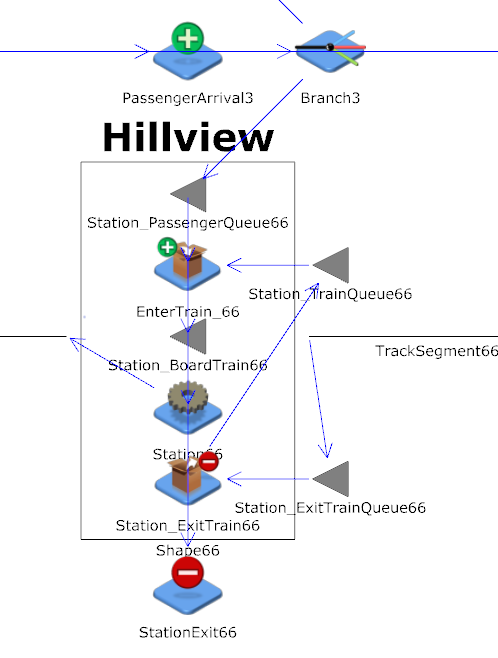 PassengerArrival3
Branch3
Hillview
Station_PassengerQueue66
Station_TrainQueue66
EnterTrain_66
TrackSegment66
Station_BoardTrain66
Station66
Station_ExitTrainQueue66
Station_ExitTrain66
Shape66
StationExit66